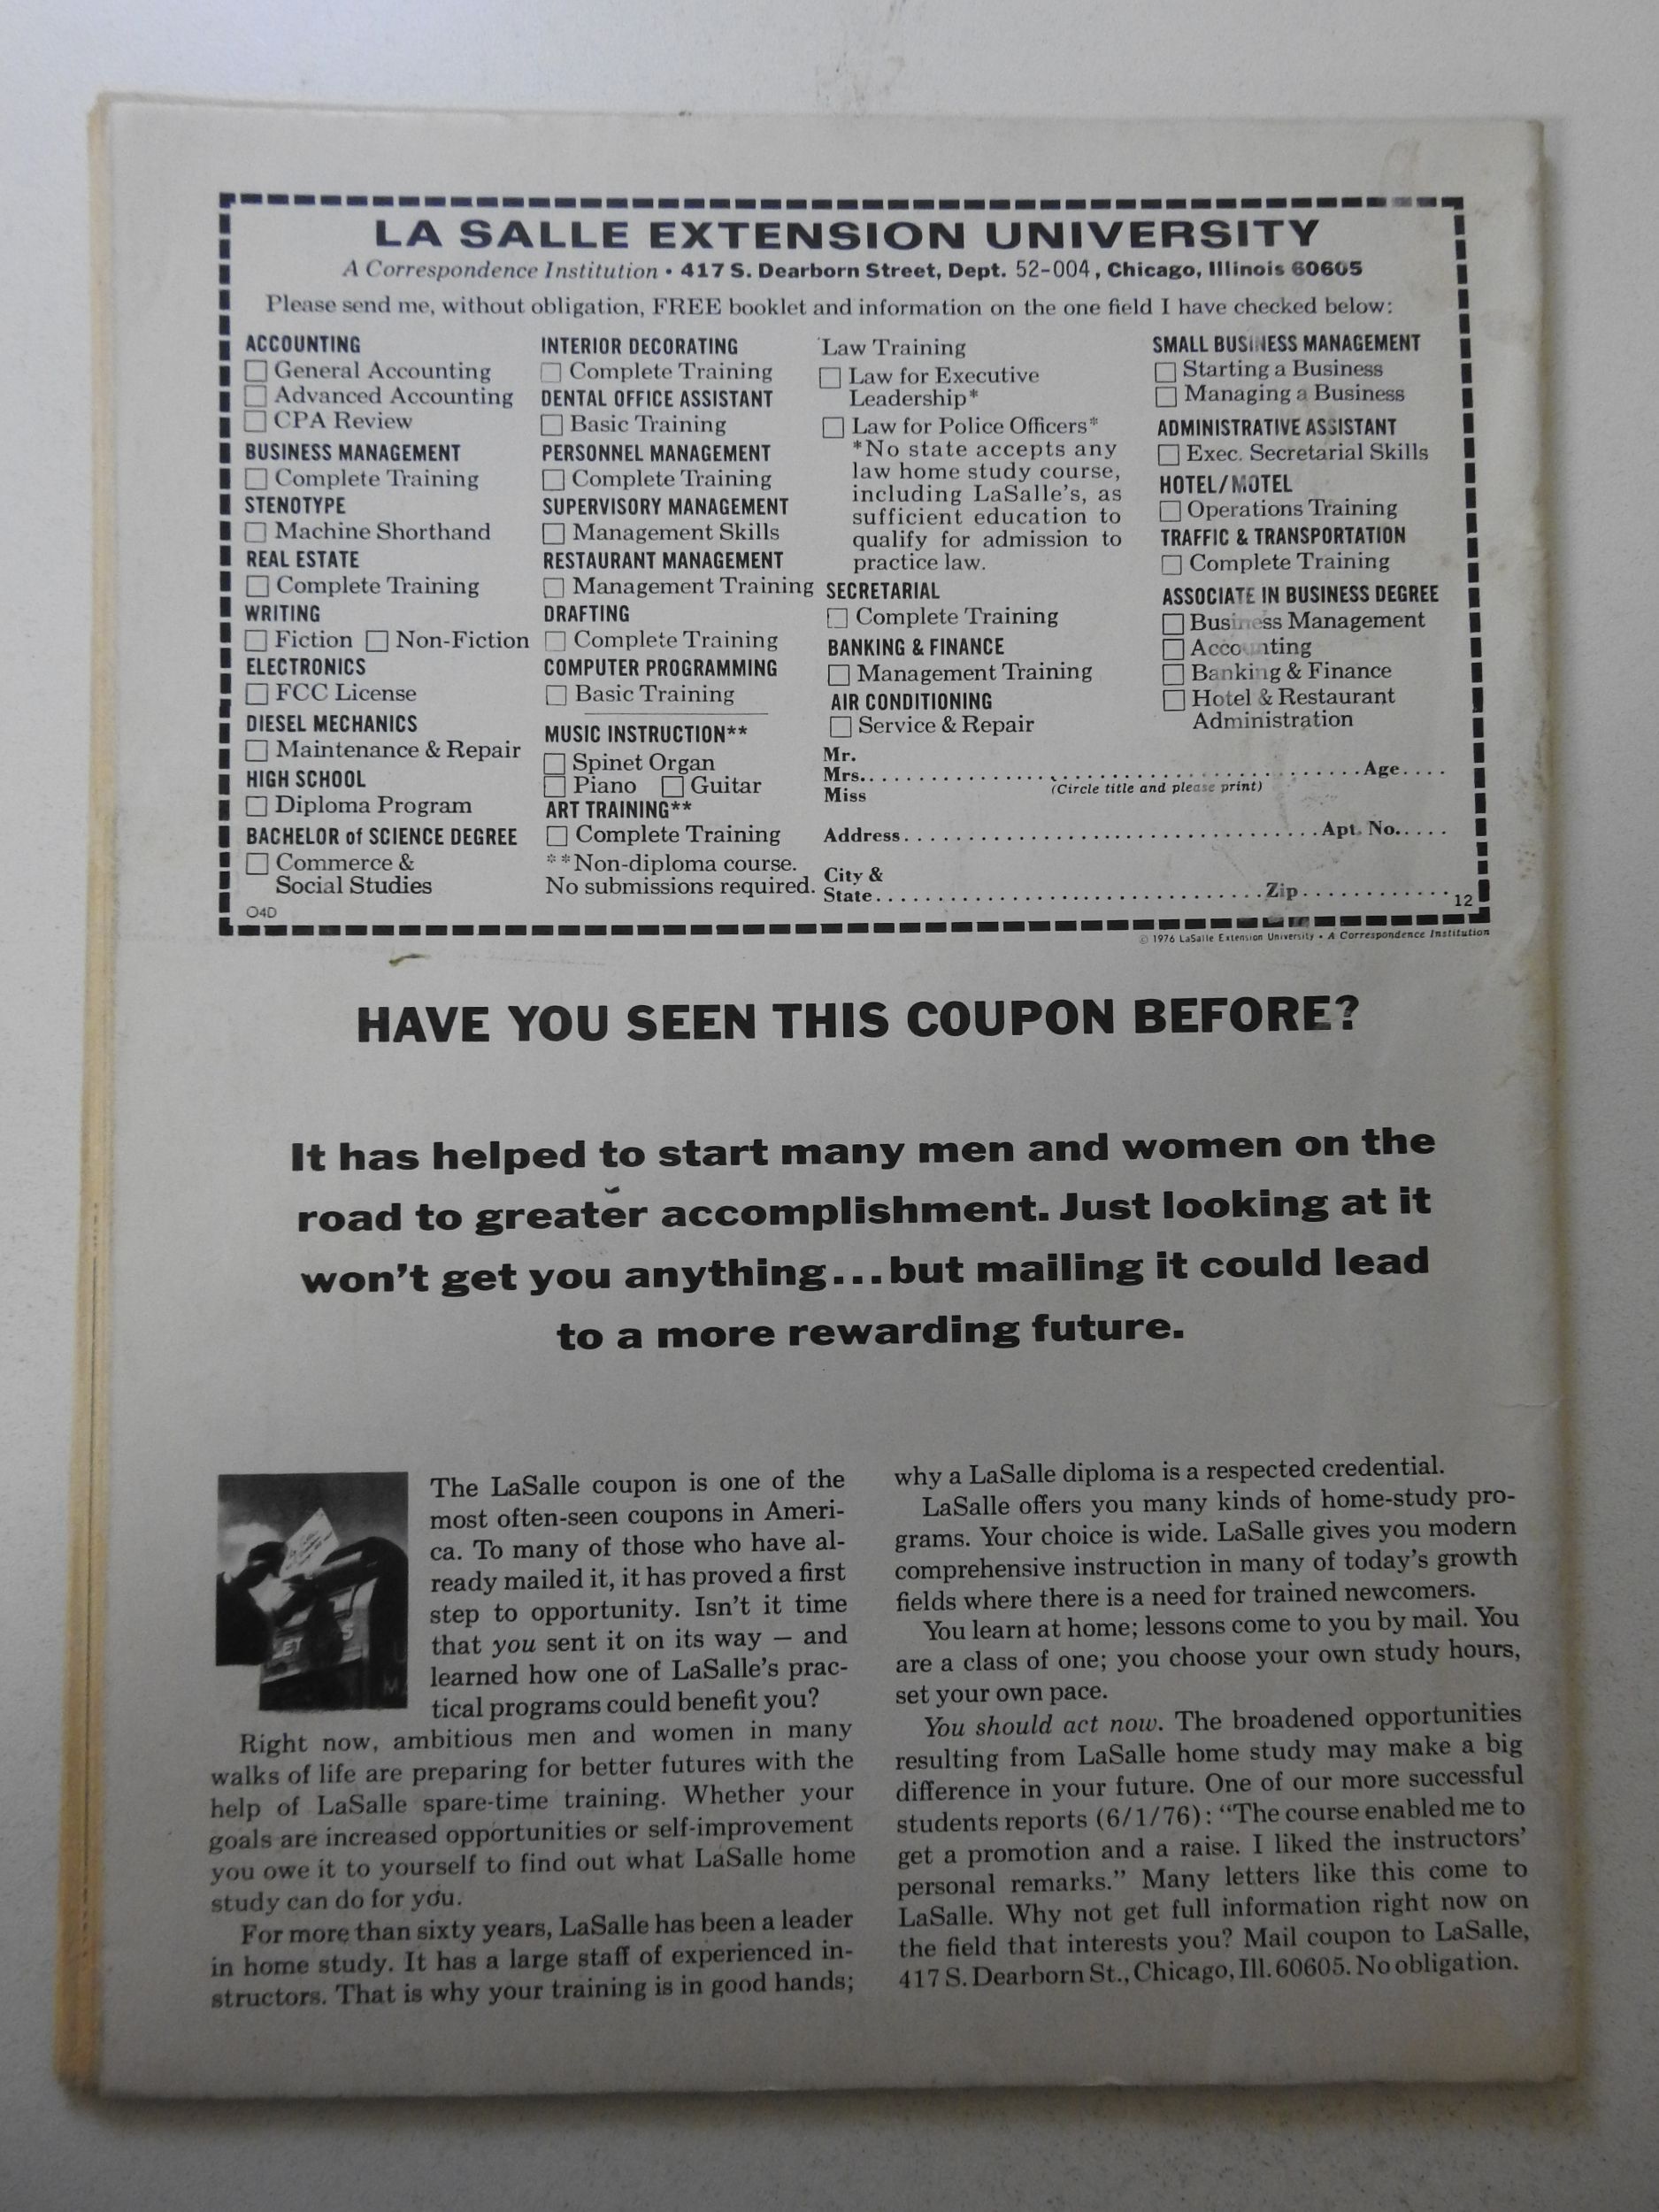 LA SALLE EXTENSION UNIVERSITY
A Correspondence Institution • 417 S. Dearborn Street, Dept. 52-004, Chicago, Illinois 60605
Please send me, without obligation, FREE booklet and information on the one field I have checked below:
ACCOUNTING
General Accounting
Advanced Accounting
CPA Review
BUSINESS MANAGEMENT
Complete Training
STENOTYPE
Machine Shorthand
REAL ESTATE
Complete Training
WRITING
Fiction Non-Fiction
ELECTRONICS
FCC License
DIESEL MECHANICS
Maintenance & Repair
HIGH SCHOOL
Diploma Program
BACHELOR of SCIENCE DEGREE
Commerce &
Social Studies
O4D
INTERIOR DECORATING
Complete Training
DENTAL OFFICE ASSISTANT
Basic Training
PERSONNEL MANAGEMENT
Complete Training
SUPERVISORY MANAGEMENT
Management Skills
RESTAURANT MANAGEMENT
Management Training
DRAFTING
Complete Training
COMPUTER PROGRAMMING
Basic Training
MUSIC INSTRUCTION**
Spinet Organ
Piano Guitar
ART TRAINING**
Complete Training
**Non-diploma course.
No submissions required.
Law Training
Law for Executive
Leadership*
Law for Police Officers*
*No state accepts any
law home study course,
including LaSalle's, as
sufficient education to
qualify for admission to
practice law.
SECRETARIAL
Complete Training
BANKING & FINANCE
Management Training
AIR CONDITIONING
Service & Repair
SMALL BUSINESS MANAGEMENT
Starting a Business
Managing a Business
ADMINISTRATIVE ASSISTANT
Exec. Secretarial Skills
HOTEL/MOTEL
Operations Training
TRAFFIC & TRANSPORTATION
Complete Training
ASSOCIATE IN BUSINESS DEGREE
Business Management
Accounting
Banking & Finance
Hotel & Restaurant
Administration
Mr.
Mrs. Age
Miss (Circle title and please print)
Address Apt. No.
City &
State Zip
12
© 1976 LaSalle Extension University • A Correspondence Institution
HAVE YOU SEEN THIS COUPON BEFORE?
It has helped to start many men and women on the
road to greater accomplishment. Just looking at it
won't get you anything...but mailing it could lead
to a more rewarding future.
The LaSalle coupon is one of the
most often-seen coupons in Ameri-
ca. To many of those who have al-
ready mailed it, it has proved a first
step to opportunity. Isn't it time
that you sent it on its way — and
learned how one of LaSalle's prac-
tical programs could benefit you?
Right now, ambitious men and women in many
walks of life are preparing for better futures with the
help of LaSalle spare-time training. Whether your
goals are increased opportunities or self-improvement
you owe it to yourself to find out what LaSalle home
study can do for you.
For more than sixty years, LaSalle has been a leader
in home study. It has a large staff of experienced in-
structors. That is why your training is in good hands;
why a LaSalle diploma is a respected credential.
LaSalle offers you many kinds of home-study pro-
grams. Your choice is wide. LaSalle gives you modern
comprehensive instruction in many of today's growth
fields where there is a need for trained newcomers.
You learn at home; lessons come to you by mail. You
are a class of one; you choose your own study hours,
set your own pace.
You should act now. The broadened opportunities
resulting from LaSalle home study may make a big
difference in your future. One of our more successful
students reports (6/1/76): "The course enabled me to
get a promotion and a raise. I liked the instructors'
personal remarks." Many letters like this come to
LaSalle. Why not get full information right now on
the field that interests you? Mail coupon to LaSalle,
417 S. Dearborn St., Chicago, Ill. 60605. No obligation.